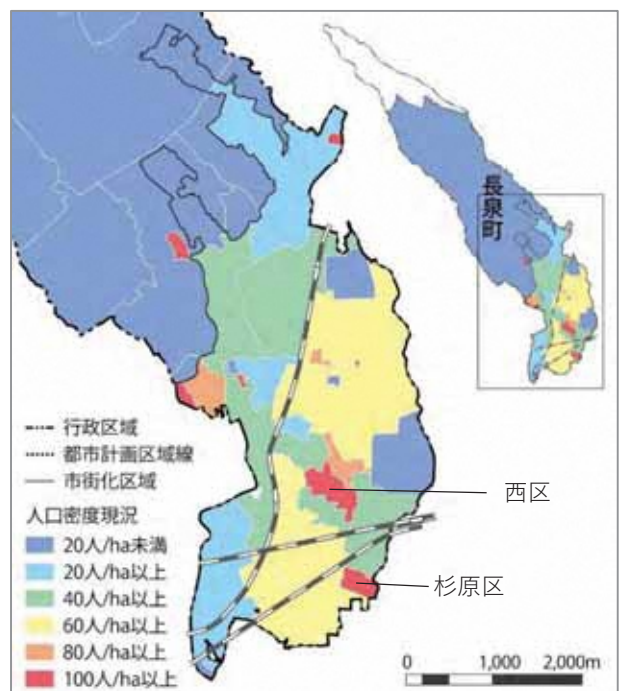 長泉町
行政区域
都市計画区域線
市街化区域
人口密度現況
20人/ha未満
20人/ha以上
40人/ha以上
60人/ha以上
80人/ha以上
100人/ha以上
西区
杉原区
0 1,000 2,000m